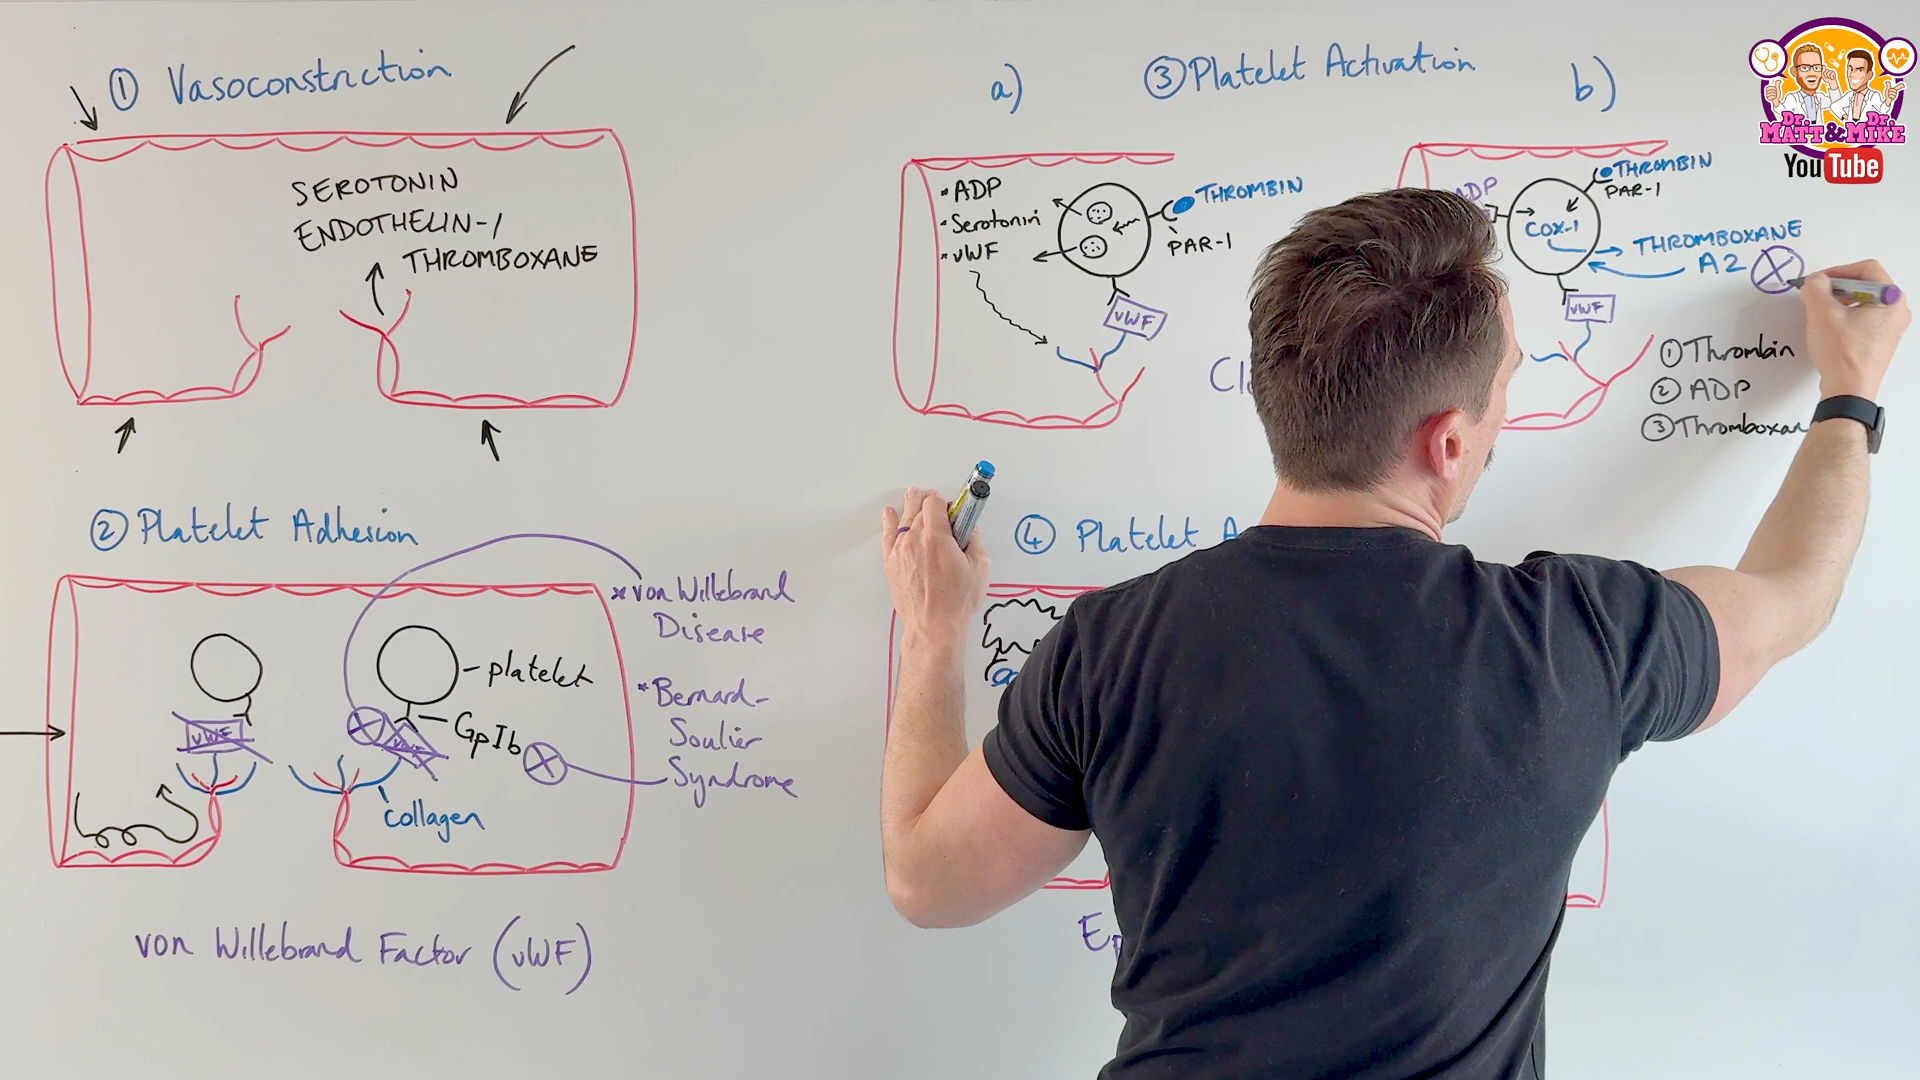 ① Vasoconstriction
SEROTONIN
ENDOTHELIN-1
THROMBOXANE
② Platelet Adhesion
vWF
vWF
platelet
GpIb
collagen
* von Willebrand
Disease
* Bernard-
Soulier
Syndrome
von Willebrand Factor (vWF)
③ Platelet Activation
a)
• ADP
• Serotonin
• vWF
THROMBIN
PAR-1
vWF
b)
ADP
THROMBIN
PAR-1
COX-1
THROMBOXANE
A2
vWF
① Thrombin
② ADP
③ Thromboxan
④ Platelet A
Dr. Dr.
MATT & MIKE
YouTube